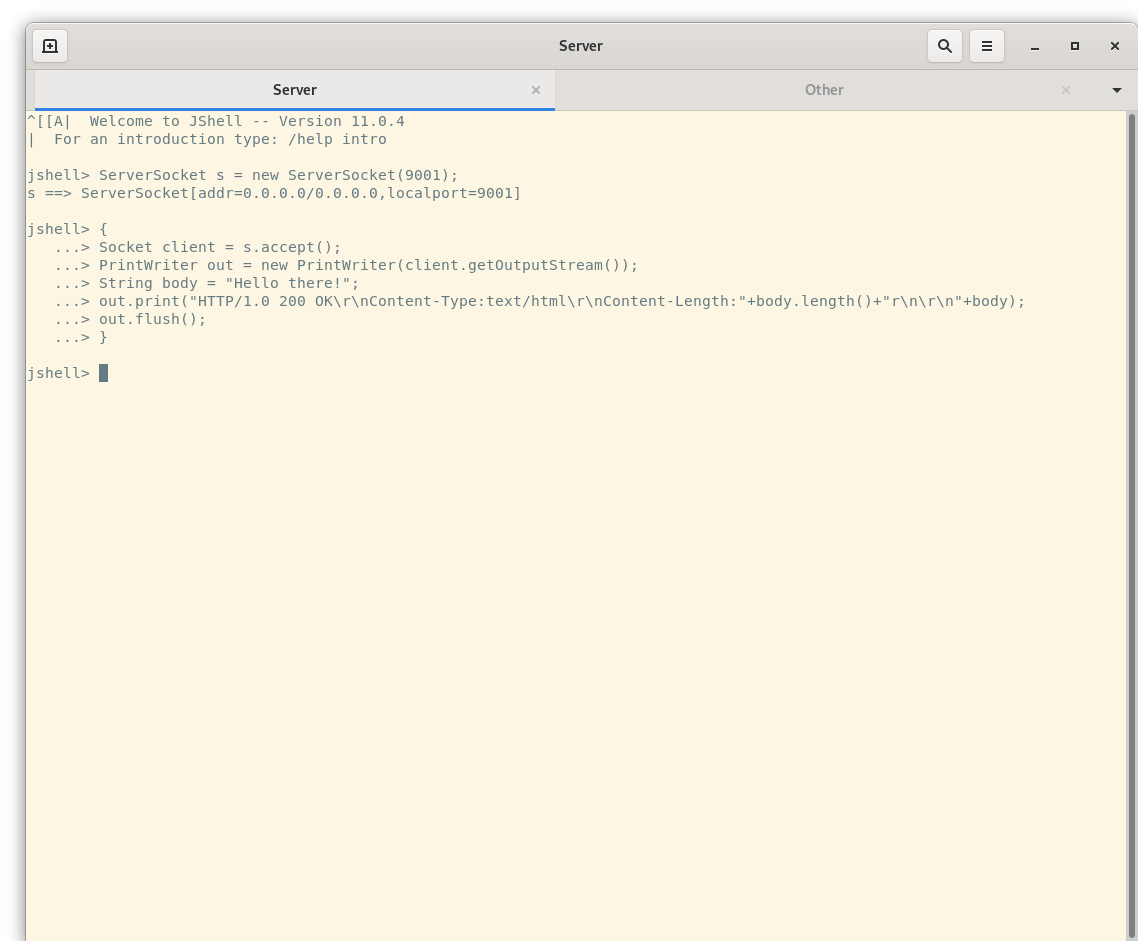 Server
Server
Other
^[[A|  Welcome to JShell -- Version 11.0.4
|  For an introduction type: /help intro
jshell> ServerSocket s = new ServerSocket(9001);
s ==> ServerSocket[addr=0.0.0.0/0.0.0.0,localport=9001]
jshell> {
   ...> Socket client = s.accept();
   ...> PrintWriter out = new PrintWriter(client.getOutputStream());
   ...> String body = "Hello there!";
   ...> out.print("HTTP/1.0 200 OK\r\nContent-Type:text/html\r\nContent-Length:"+body.length()+"r\n\r\n"+body);
   ...> out.flush();
   ...> }
jshell>